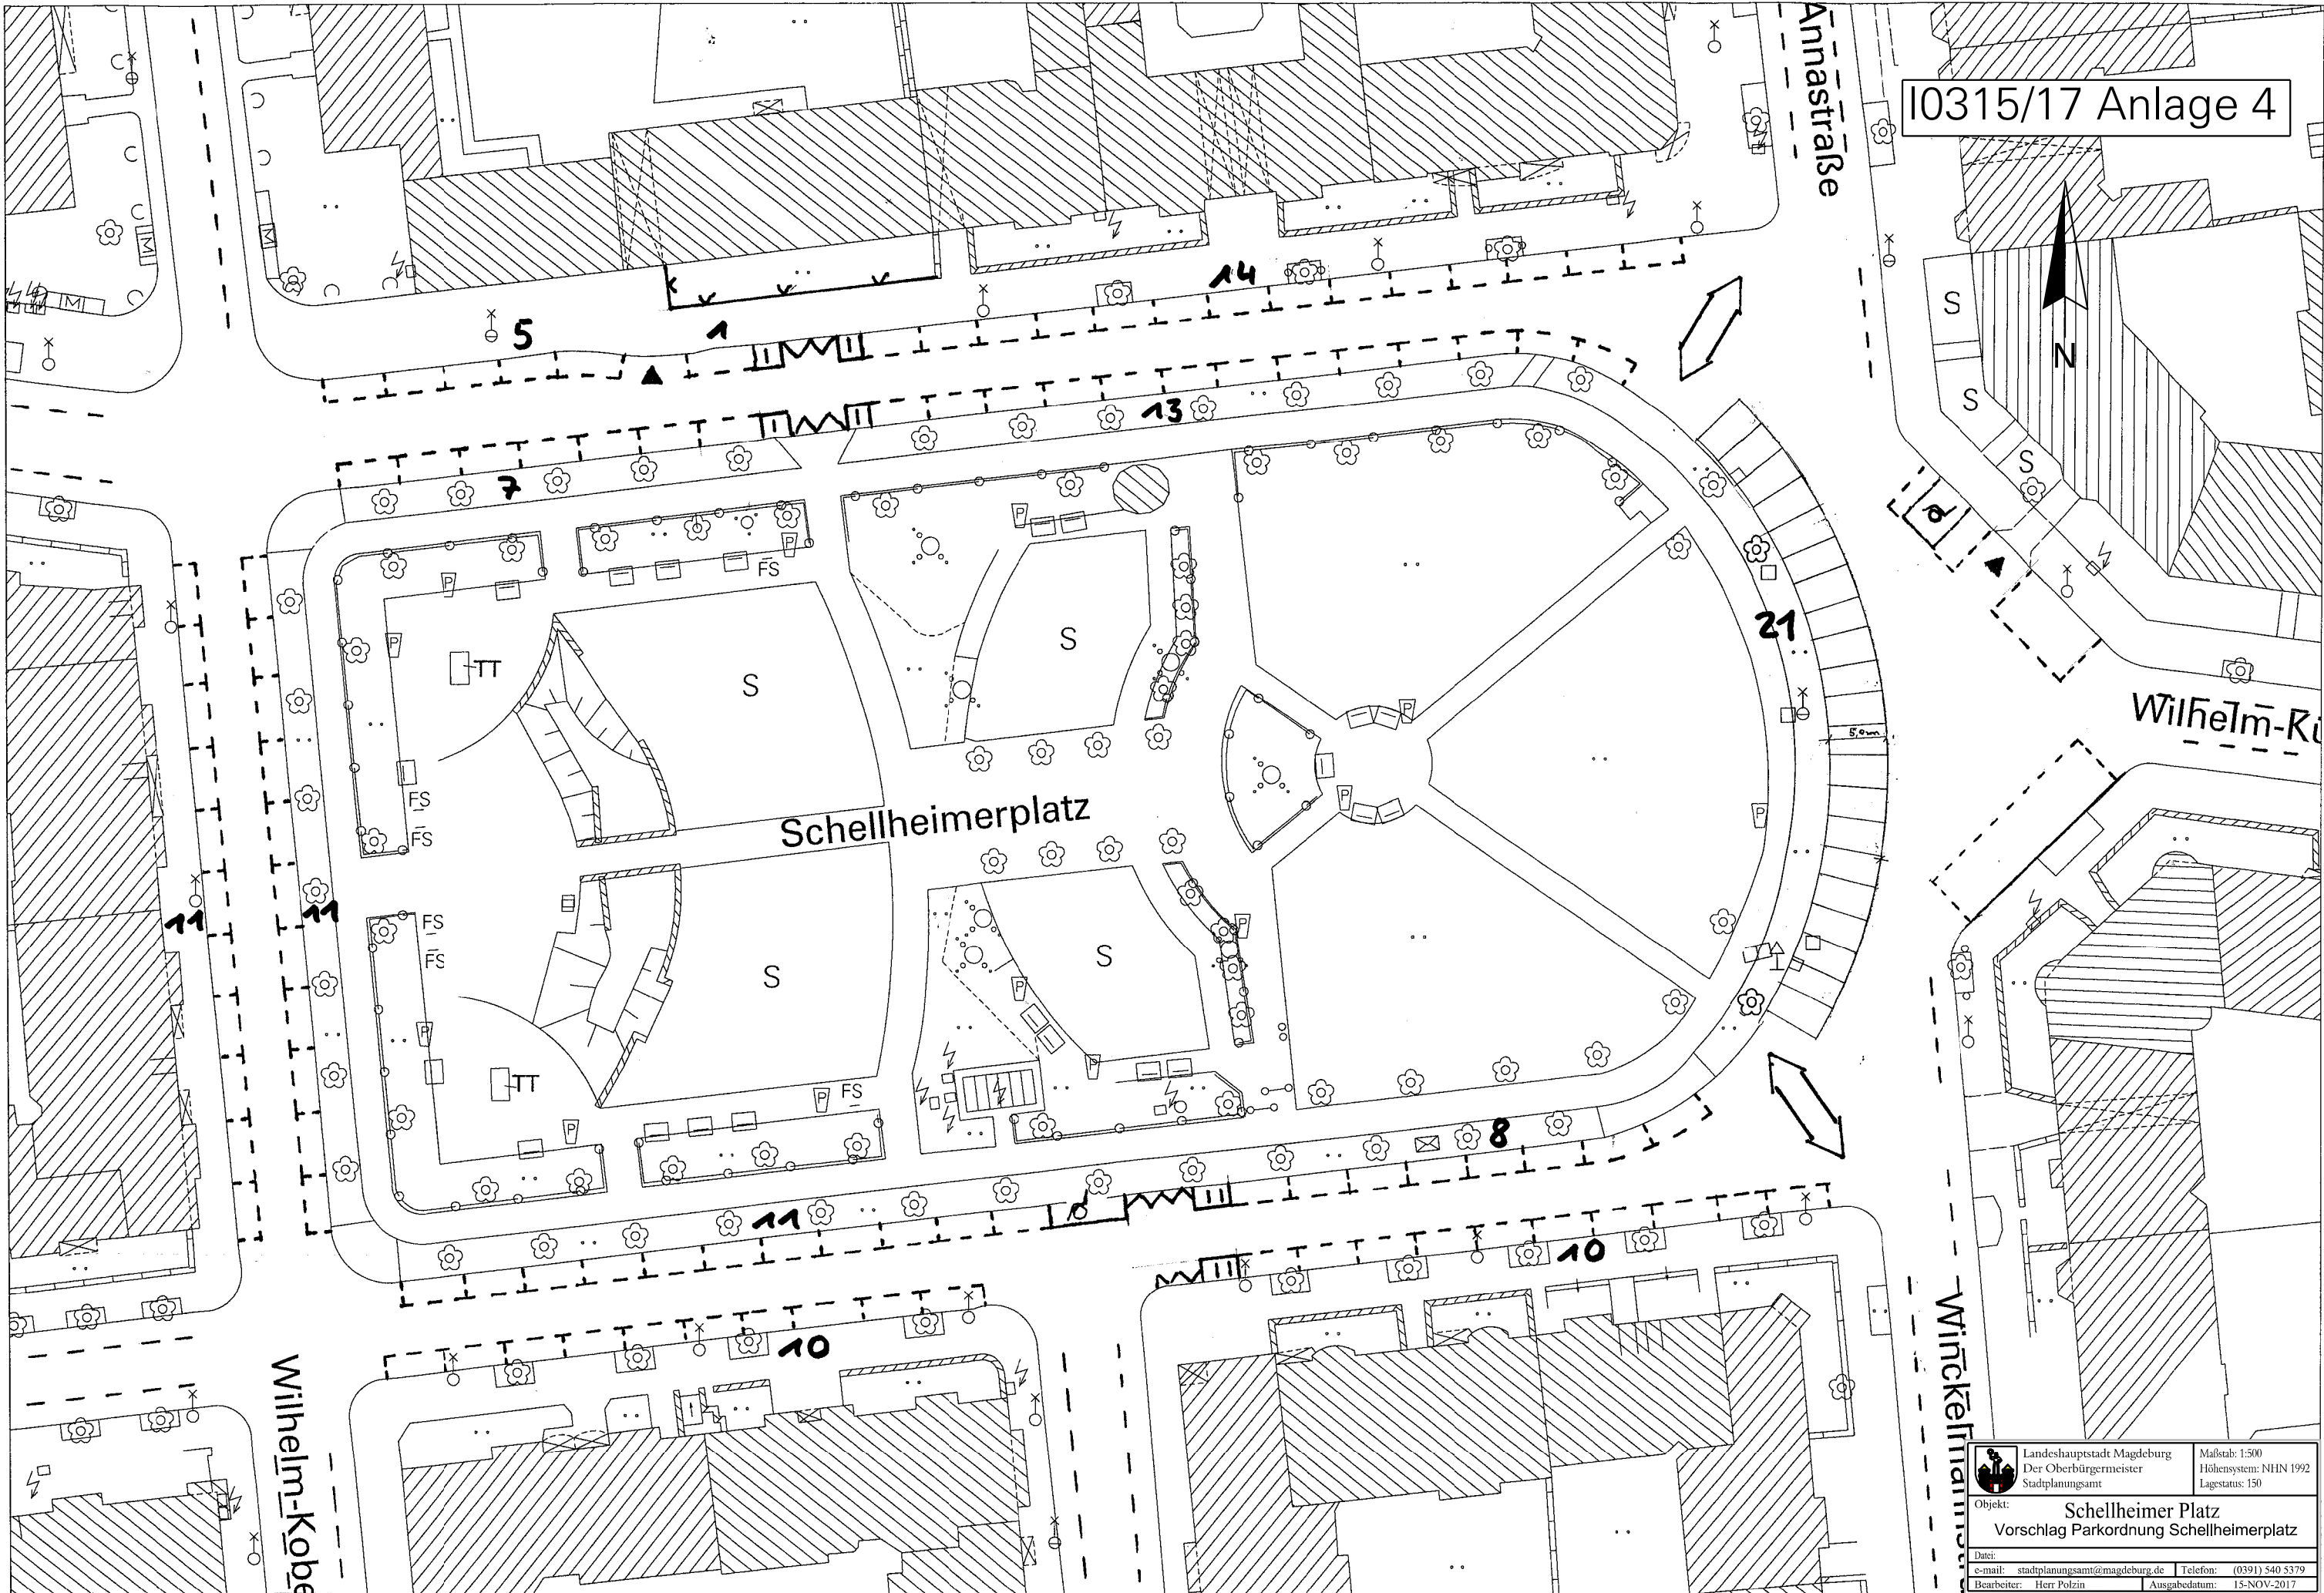 Annastraße
I0315/17 Anlage 4
M
M
M
M
14
5
1
S
S
S
N
13
7
P
P
FS
P
P
TT
S
S
21
P
5,0m
Wilhelm-Kü
FS
FS
Schellheimerplatz
P
P
11
11
FS
FS
S
S
P
P
P
TT
P
P
FS
P
8
11
10
10
Wilhelm-Kobe
Winckelmannstr
Landeshauptstadt Magdeburg
Der Oberbürgermeister
Stadtplanungsamt
Maßstab: 1:500
Höhensystem: NHN 1992
Lagestatus: 150
Objekt:
Schellheimer Platz
Vorschlag Parkordnung Schellheimerplatz
Datei:
e-mail: stadtplanungsamt@magdeburg.de Telefon: (0391) 540 5379
Bearbeiter: Herr Polzin Ausgabedatum: 15-NOV-2017